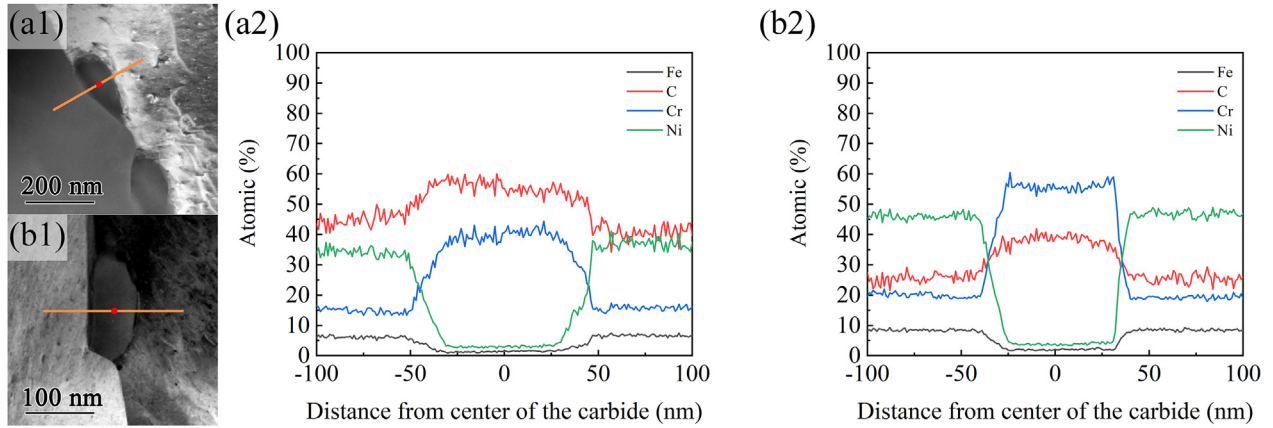 (a1)
200 nm
(b1)
100 nm
(a2)
100
90
80
70
60
50
40
30
20
10
0
Atomic (%)
Fe
C
Cr
Ni
-100 -50 0 50 100
Distance from center of the carbide (nm)
(b2)
100
90
80
70
60
50
40
30
20
10
0
Atomic (%)
Fe
C
Cr
Ni
-100 -50 0 50 100
Distance from center of the carbide (nm)